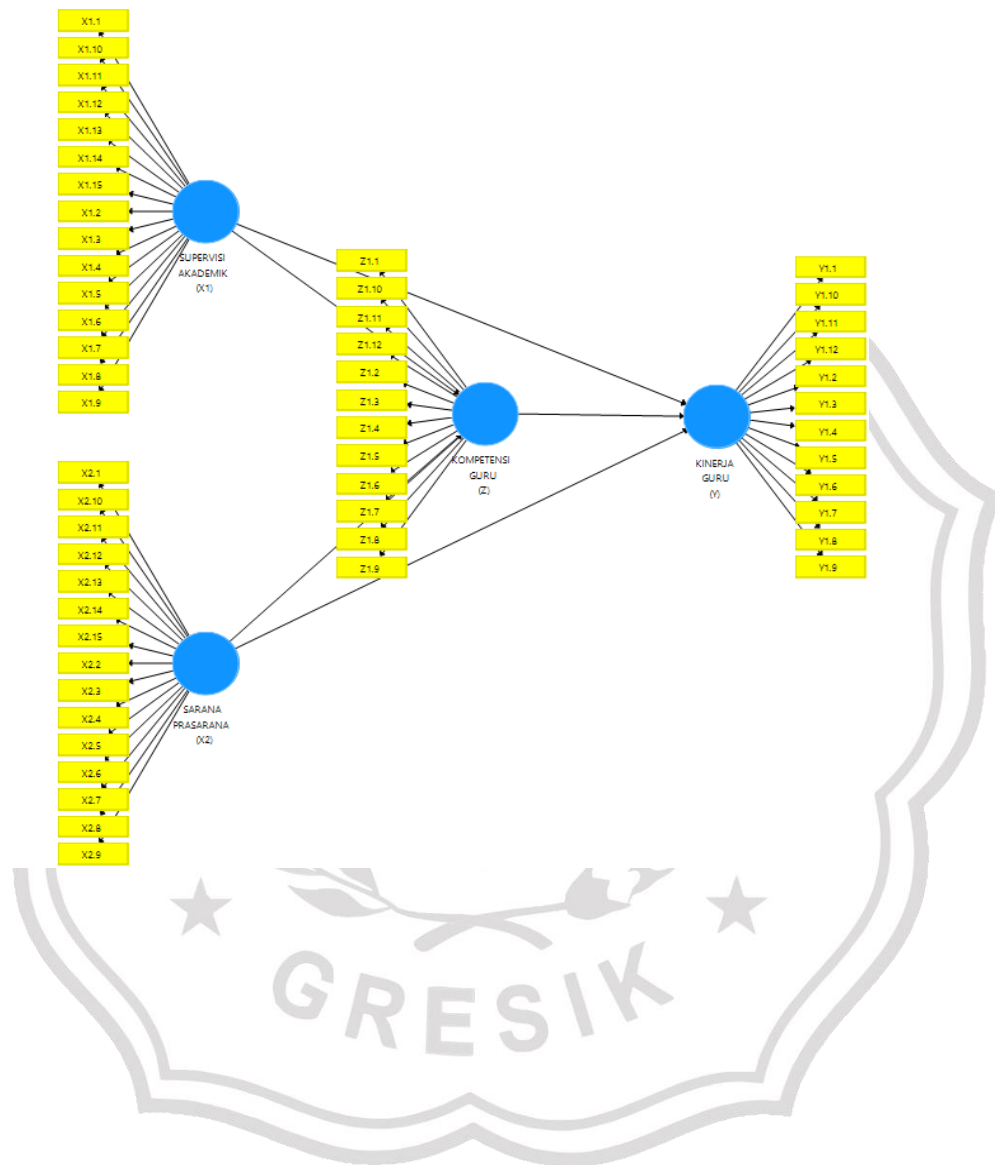 X1.1
X1.10
X1.11
X1.12
X1.13
X1.14
X1.15
X1.2
X1.3
X1.4
X1.5
X1.6
X1.7
X1.8
X1.9
SUPERVISI
AKADEMIK
(X1)
X2.1
X2.10
X2.11
X2.12
X2.13
X2.14
X2.15
X2.2
X2.3
X2.4
X2.5
X2.6
X2.7
X2.8
X2.9
SARANA
PRASARANA
(X2)
Z1.1
Z1.10
Z1.11
Z1.12
Z1.2
Z1.3
Z1.4
Z1.5
Z1.6
Z1.7
Z1.8
Z1.9
KOMPETENSI
GURU
(Z)
Y1.1
Y1.10
Y1.11
Y1.12
Y1.2
Y1.3
Y1.4
Y1.5
Y1.6
Y1.7
Y1.8
Y1.9
KINERJA
GURU
(Y)
GRESIK